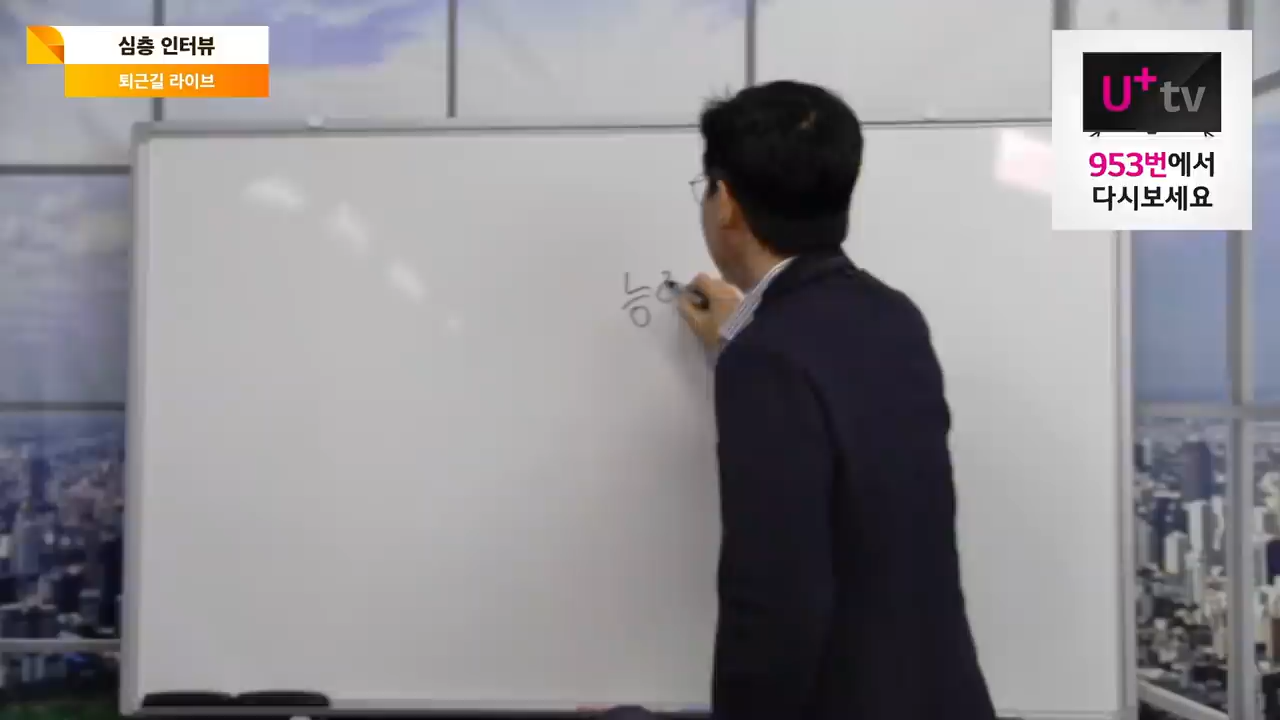 심층 인터뷰
퇴근길 라이브
U+ tv
953번에서
다시보세요
능